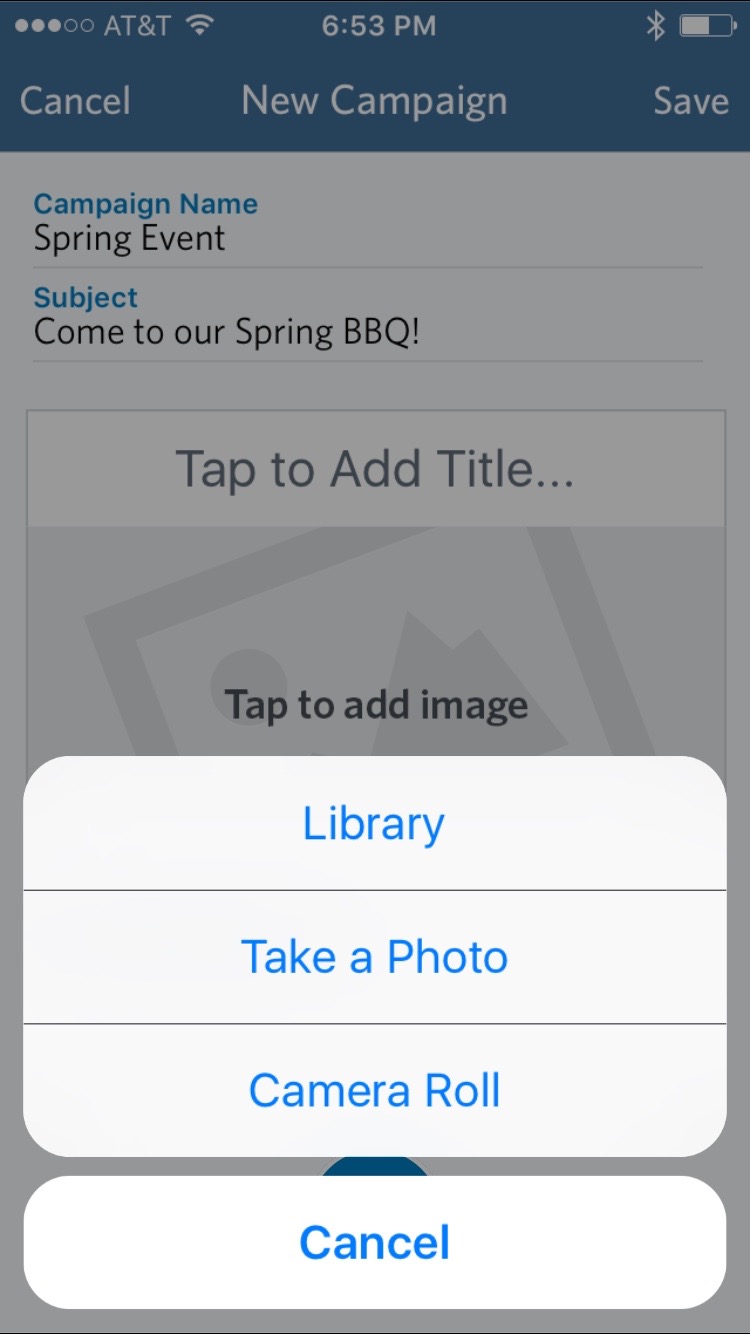 AT&T 6:53 PM
Cancel New Campaign Save
Campaign Name
Spring Event
Subject
Come to our Spring BBQ!
Tap to Add Title...
Tap to add image
Library
Take a Photo
Camera Roll
Cancel